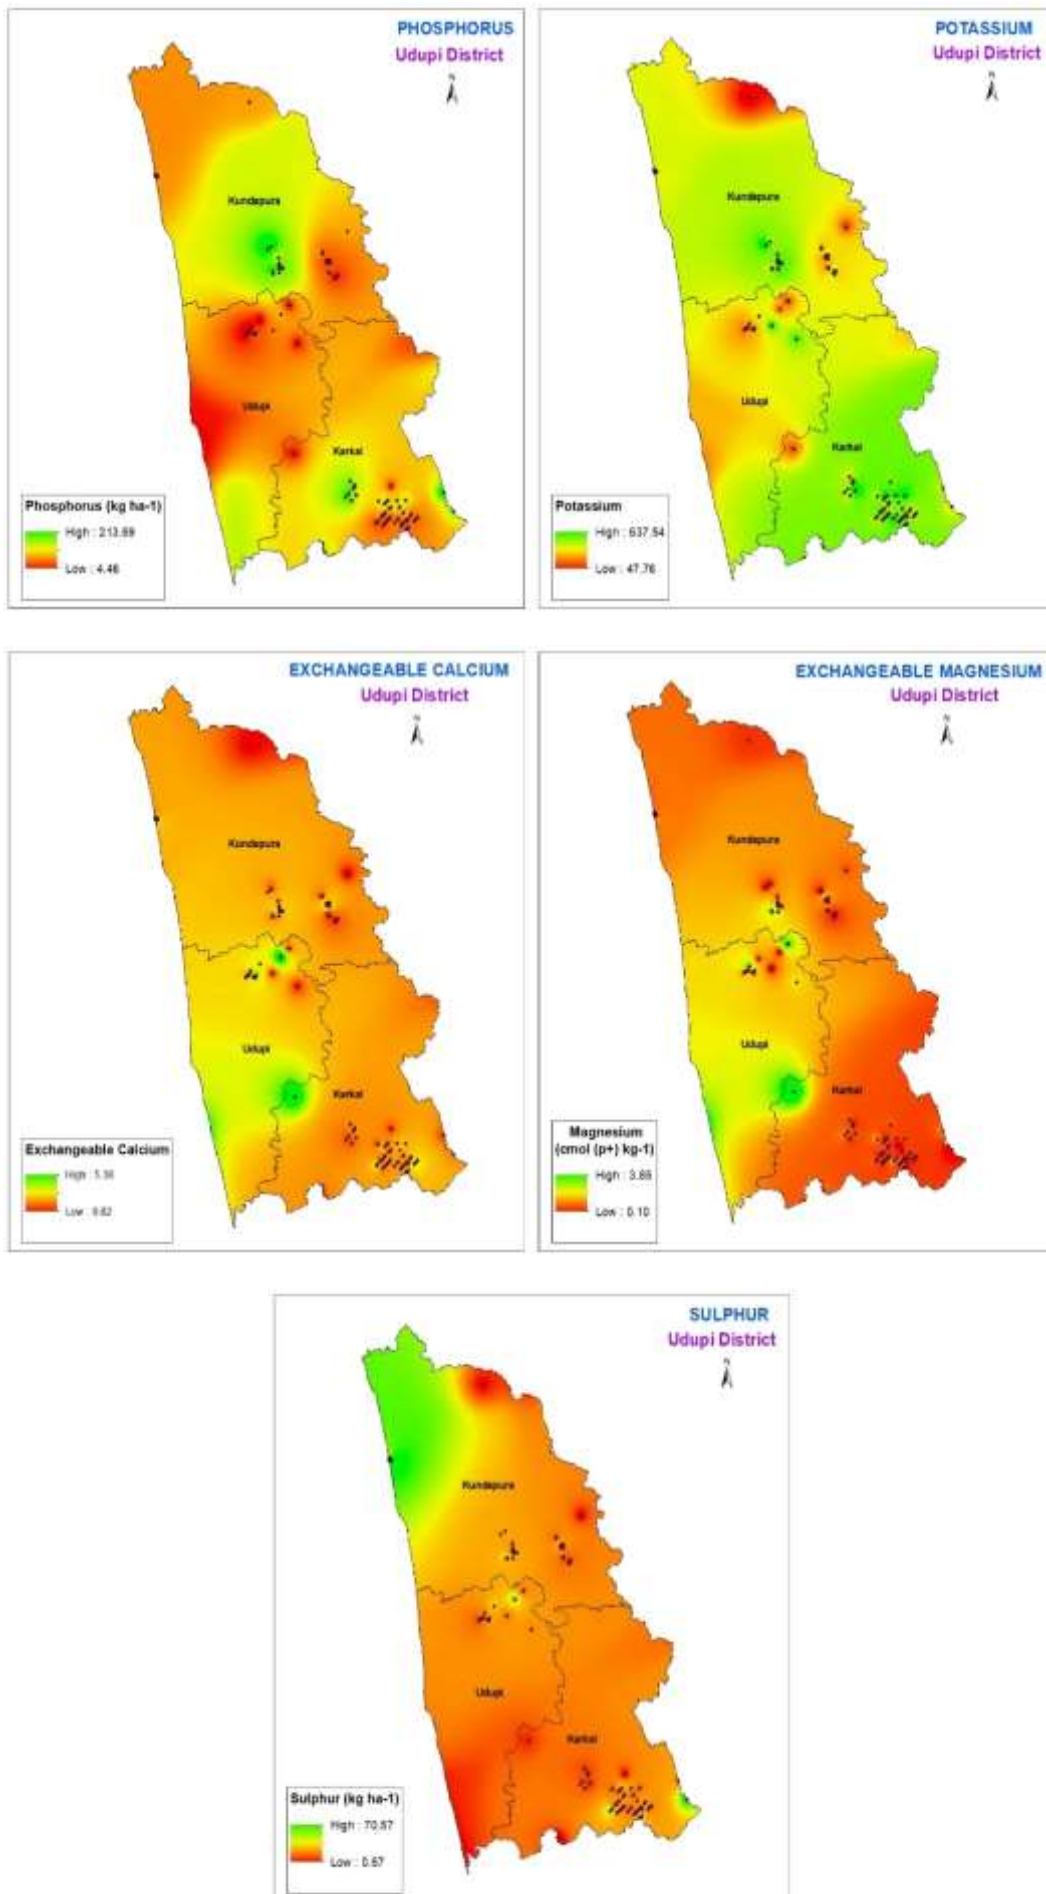 PHOSPHORUS
Udupi District
N
Kundapura
Udupi
Karkal
Phosphorus (kg ha-1)
High : 213.69
Low : 4.46
POTASSIUM
Udupi District
N
Kundapura
Udupi
Karkal
Potassium
High : 637.54
Low : 47.76
EXCHANGEABLE CALCIUM
Udupi District
N
Kundapura
Udupi
Karkal
Exchangeable Calcium
High :
Low :
EXCHANGEABLE MAGNESIUM
Udupi District
N
Kundapura
Udupi
Karkal
Magnesium
(cmol (p+) kg-1)
High :
Low : 0.10
SULPHUR
Udupi District
N
Kundapura
Udupi
Karkal
Sulphur (kg ha-1)
High : 70.57
Low : 0.57